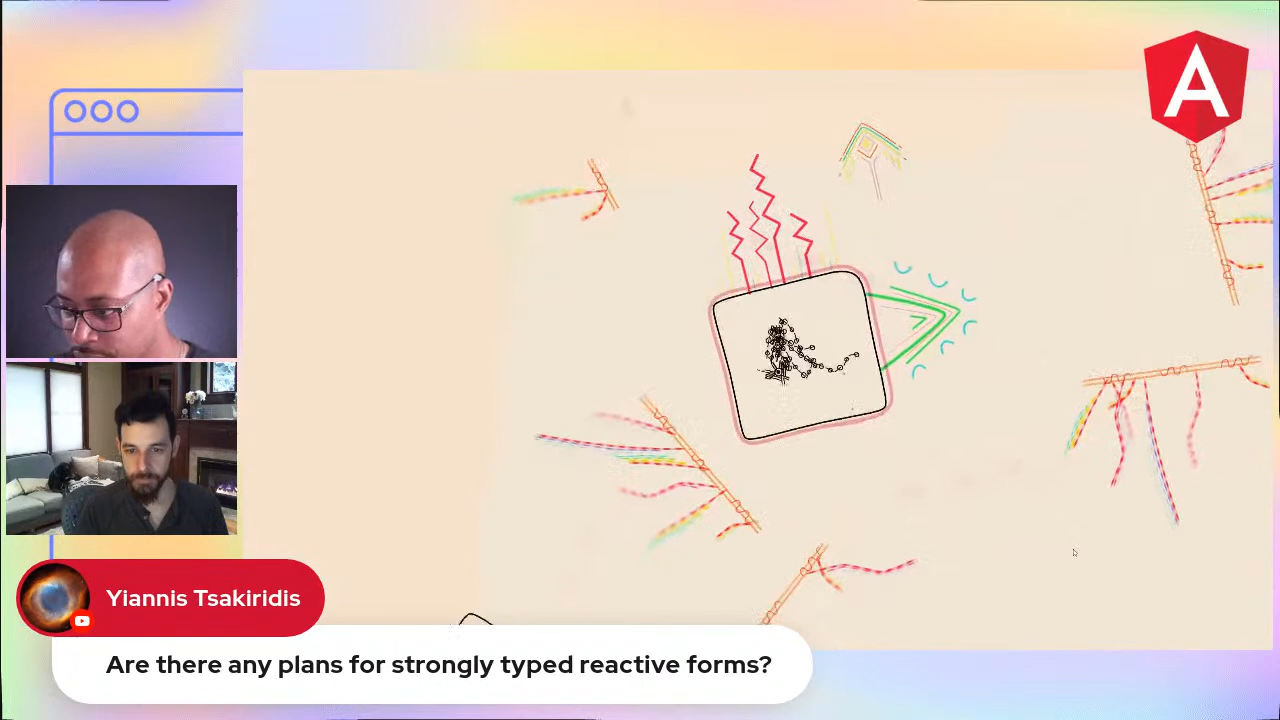 Yiannis Tsakiridis
Are there any plans for strongly typed reactive forms?